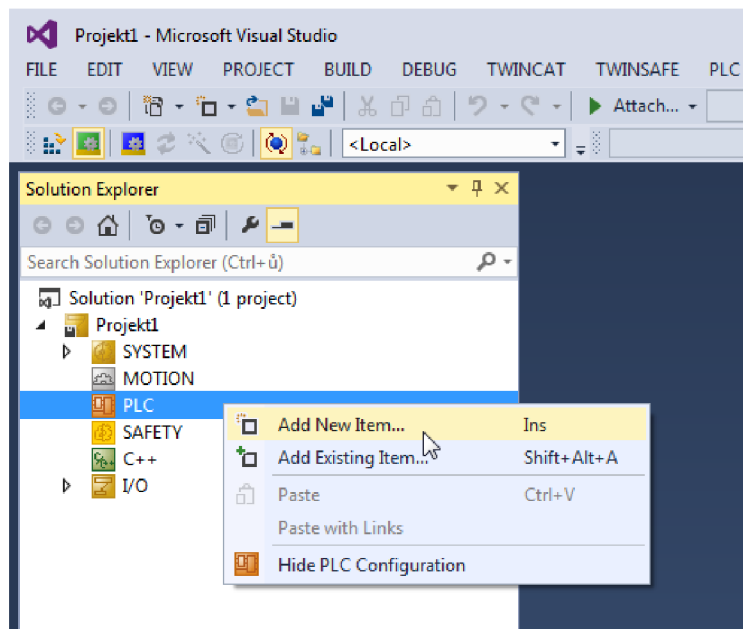 Projekt1 - Microsoft Visual Studio
FILE EDIT VIEW PROJECT BUILD DEBUG TWINCAT TWINSAFE PLC
Attach...
<Local>
Solution Explorer
Search Solution Explorer (Ctrl+ů)
Solution 'Projekt1' (1 project)
Projekt1
SYSTEM
MOTION
PLC
SAFETY
C++
I/O
Add New Item... Ins
Add Existing Item... Shift+Alt+A
Paste Ctrl+V
Paste with Links
Hide PLC Configuration